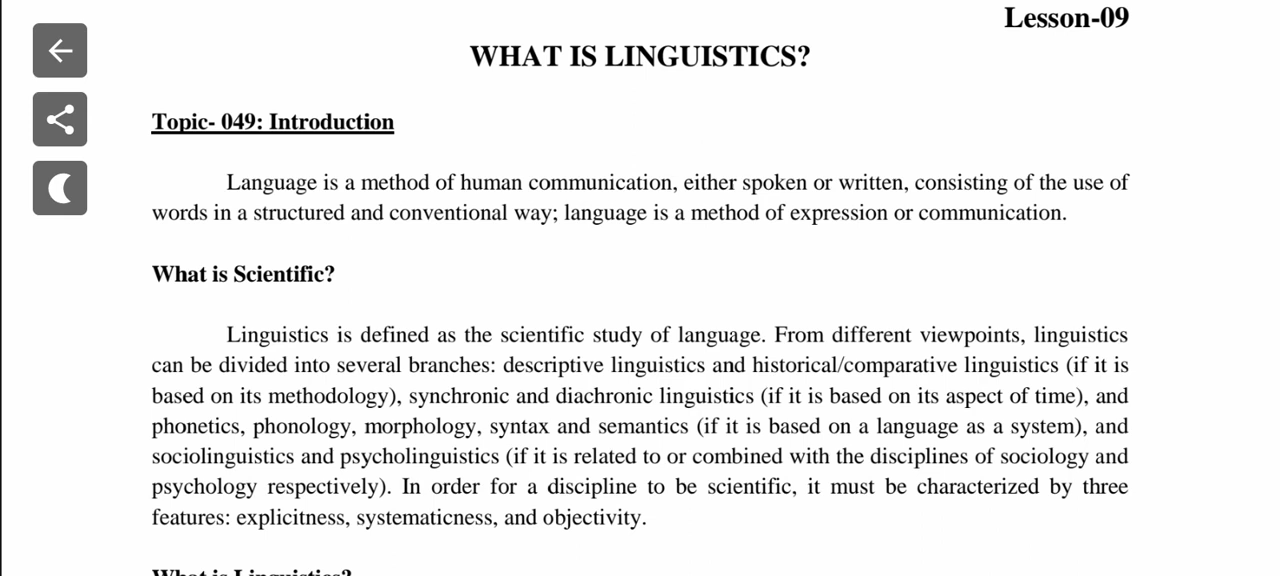 Lesson-09
WHAT IS LINGUISTICS?
Topic- 049: Introduction
Language is a method of human communication, either spoken or written, consisting of the use of
words in a structured and conventional way; language is a method of expression or communication.
What is Scientific?
Linguistics is defined as the scientific study of language. From different viewpoints, linguistics
can be divided into several branches: descriptive linguistics and historical/comparative linguistics (if it is
based on its methodology), synchronic and diachronic linguistics (if it is based on its aspect of time), and
phonetics, phonology, morphology, syntax and semantics (if it is based on a language as a system), and
sociolinguistics and psycholinguistics (if it is related to or combined with the disciplines of sociology and
psychology respectively). In order for a discipline to be scientific, it must be characterized by three
features: explicitness, systematicness, and objectivity.
What is Linguistics?